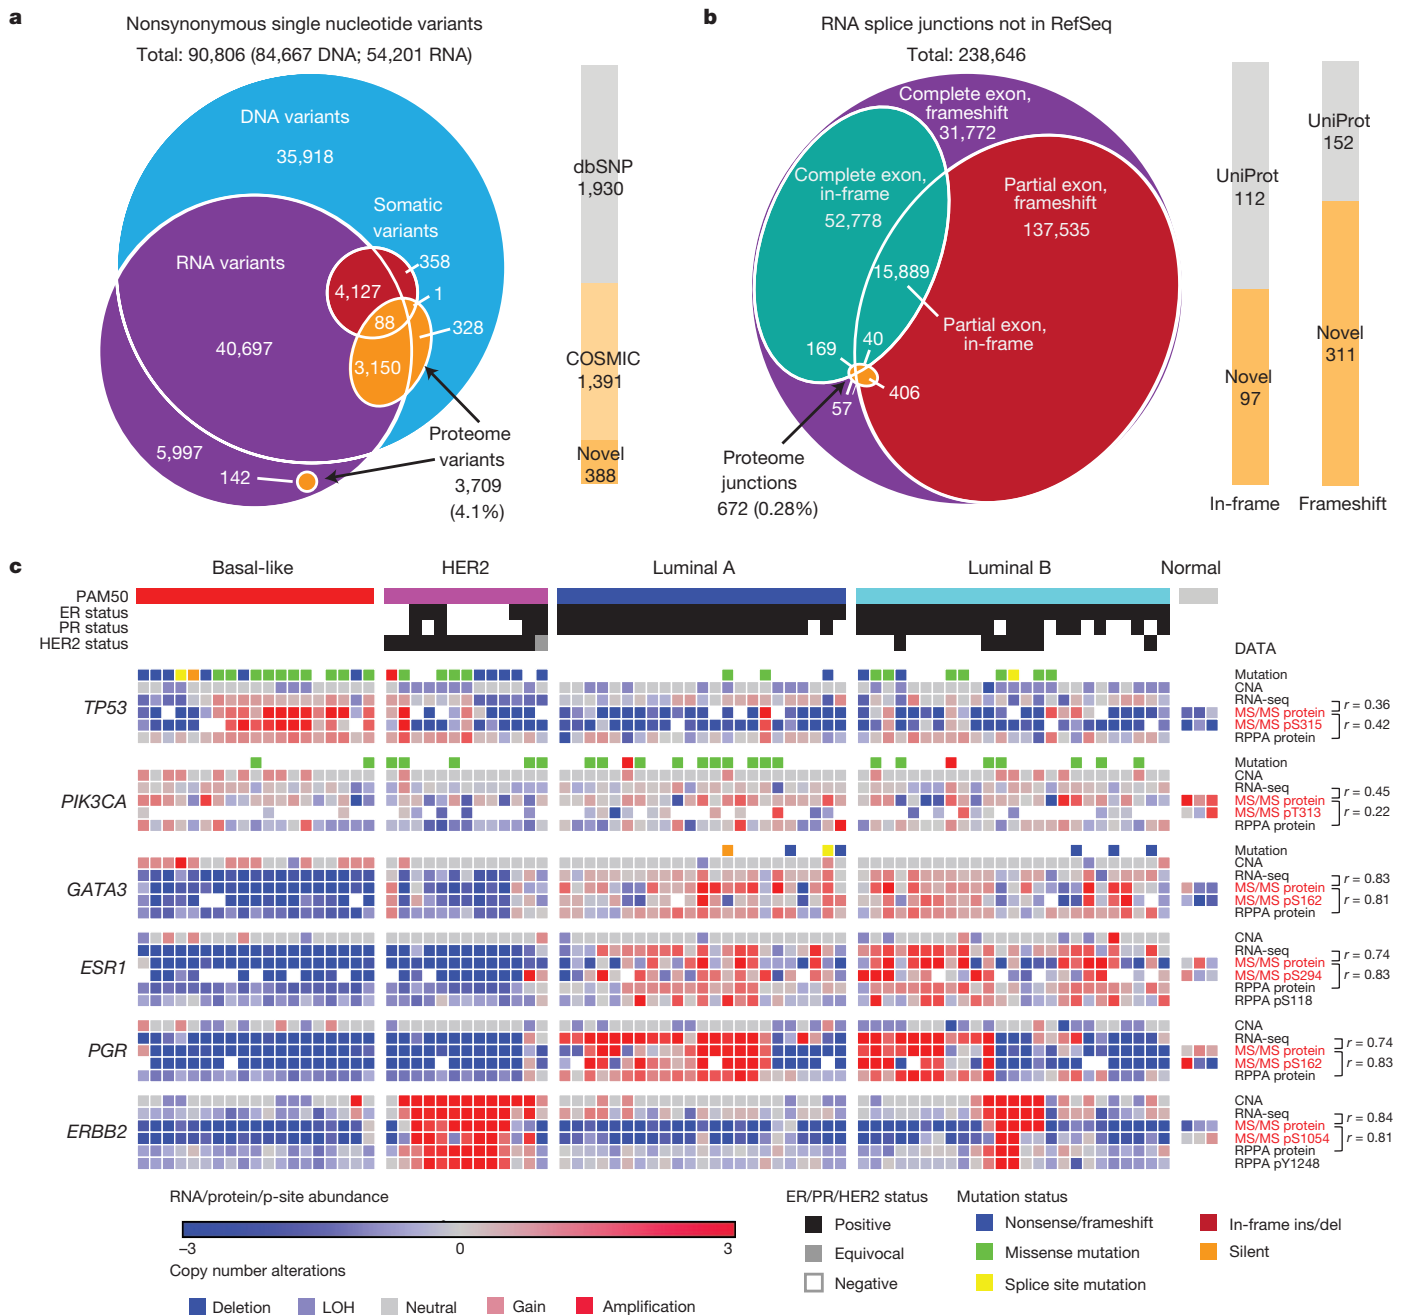 a
Nonsynonymous single nucleotide variants
Total: 90,806 (84,667 DNA; 54,201 RNA)
DNA variants
35,918
Somatic
variants
RNA variants
358
4,127
1
88
328
40,697
3,150
Proteome
variants
3,709
(4.1%)
5,997
142
dbSNP
1,930
COSMIC
1,391
Novel
388
b
RNA splice junctions not in RefSeq
Total: 238,646
Complete exon,
frameshift
31,772
Complete exon,
in-frame
52,778
Partial exon,
frameshift
137,535
15,889
Partial exon,
in-frame
169
40
406
57
Proteome
junctions
672 (0.28%)
UniProt
112
Novel
97
In-frame
UniProt
152
Novel
311
Frameshift
c
Basal-like
HER2
Luminal A
Luminal B
Normal
PAM50
ER status
PR status
HER2 status
DATA
TP53
Mutation
CNA
RNA-seq
MS/MS protein
MS/MS pS315
RPPA protein
r = 0.36
r = 0.42
PIK3CA
Mutation
CNA
RNA-seq
MS/MS protein
MS/MS pT313
RPPA protein
r = 0.45
r = 0.22
GATA3
Mutation
CNA
RNA-seq
MS/MS protein
MS/MS pS162
RPPA protein
r = 0.83
r = 0.81
ESR1
CNA
RNA-seq
MS/MS protein
MS/MS pS294
RPPA protein
RPPA pS118
r = 0.74
r = 0.83
PGR
CNA
RNA-seq
MS/MS protein
MS/MS pS162
RPPA protein
r = 0.74
r = 0.83
ERBB2
CNA
RNA-seq
MS/MS protein
MS/MS pS1054
RPPA protein
RPPA pY1248
r = 0.84
r = 0.81
RNA/protein/p-site abundance
−3
0
3
Copy number alterations
Deletion
LOH
Neutral
Gain
Amplification
ER/PR/HER2 status
Positive
Equivocal
Negative
Mutation status
Nonsense/frameshift
Missense mutation
Splice site mutation
In-frame ins/del
Silent